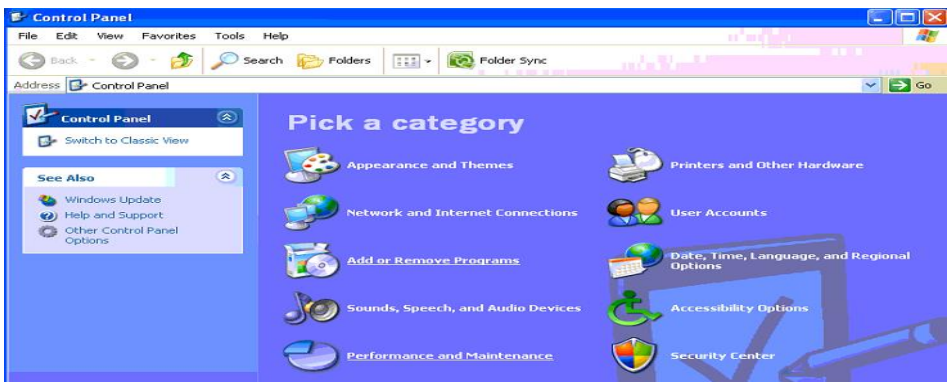 Control Panel
File Edit View Favorites Tools Help
Back Search Folders Folder Sync
Address Control Panel Go
Control Panel
Switch to Classic View
See Also
Windows Update
Help and Support
Other Control Panel
Options
Pick a category
Appearance and Themes
Printers and Other Hardware
Network and Internet Connections
User Accounts
Add or Remove Programs
Date, Time, Language, and Regional
Options
Sounds, Speech, and Audio Devices
Accessibility Options
Performance and Maintenance
Security Center